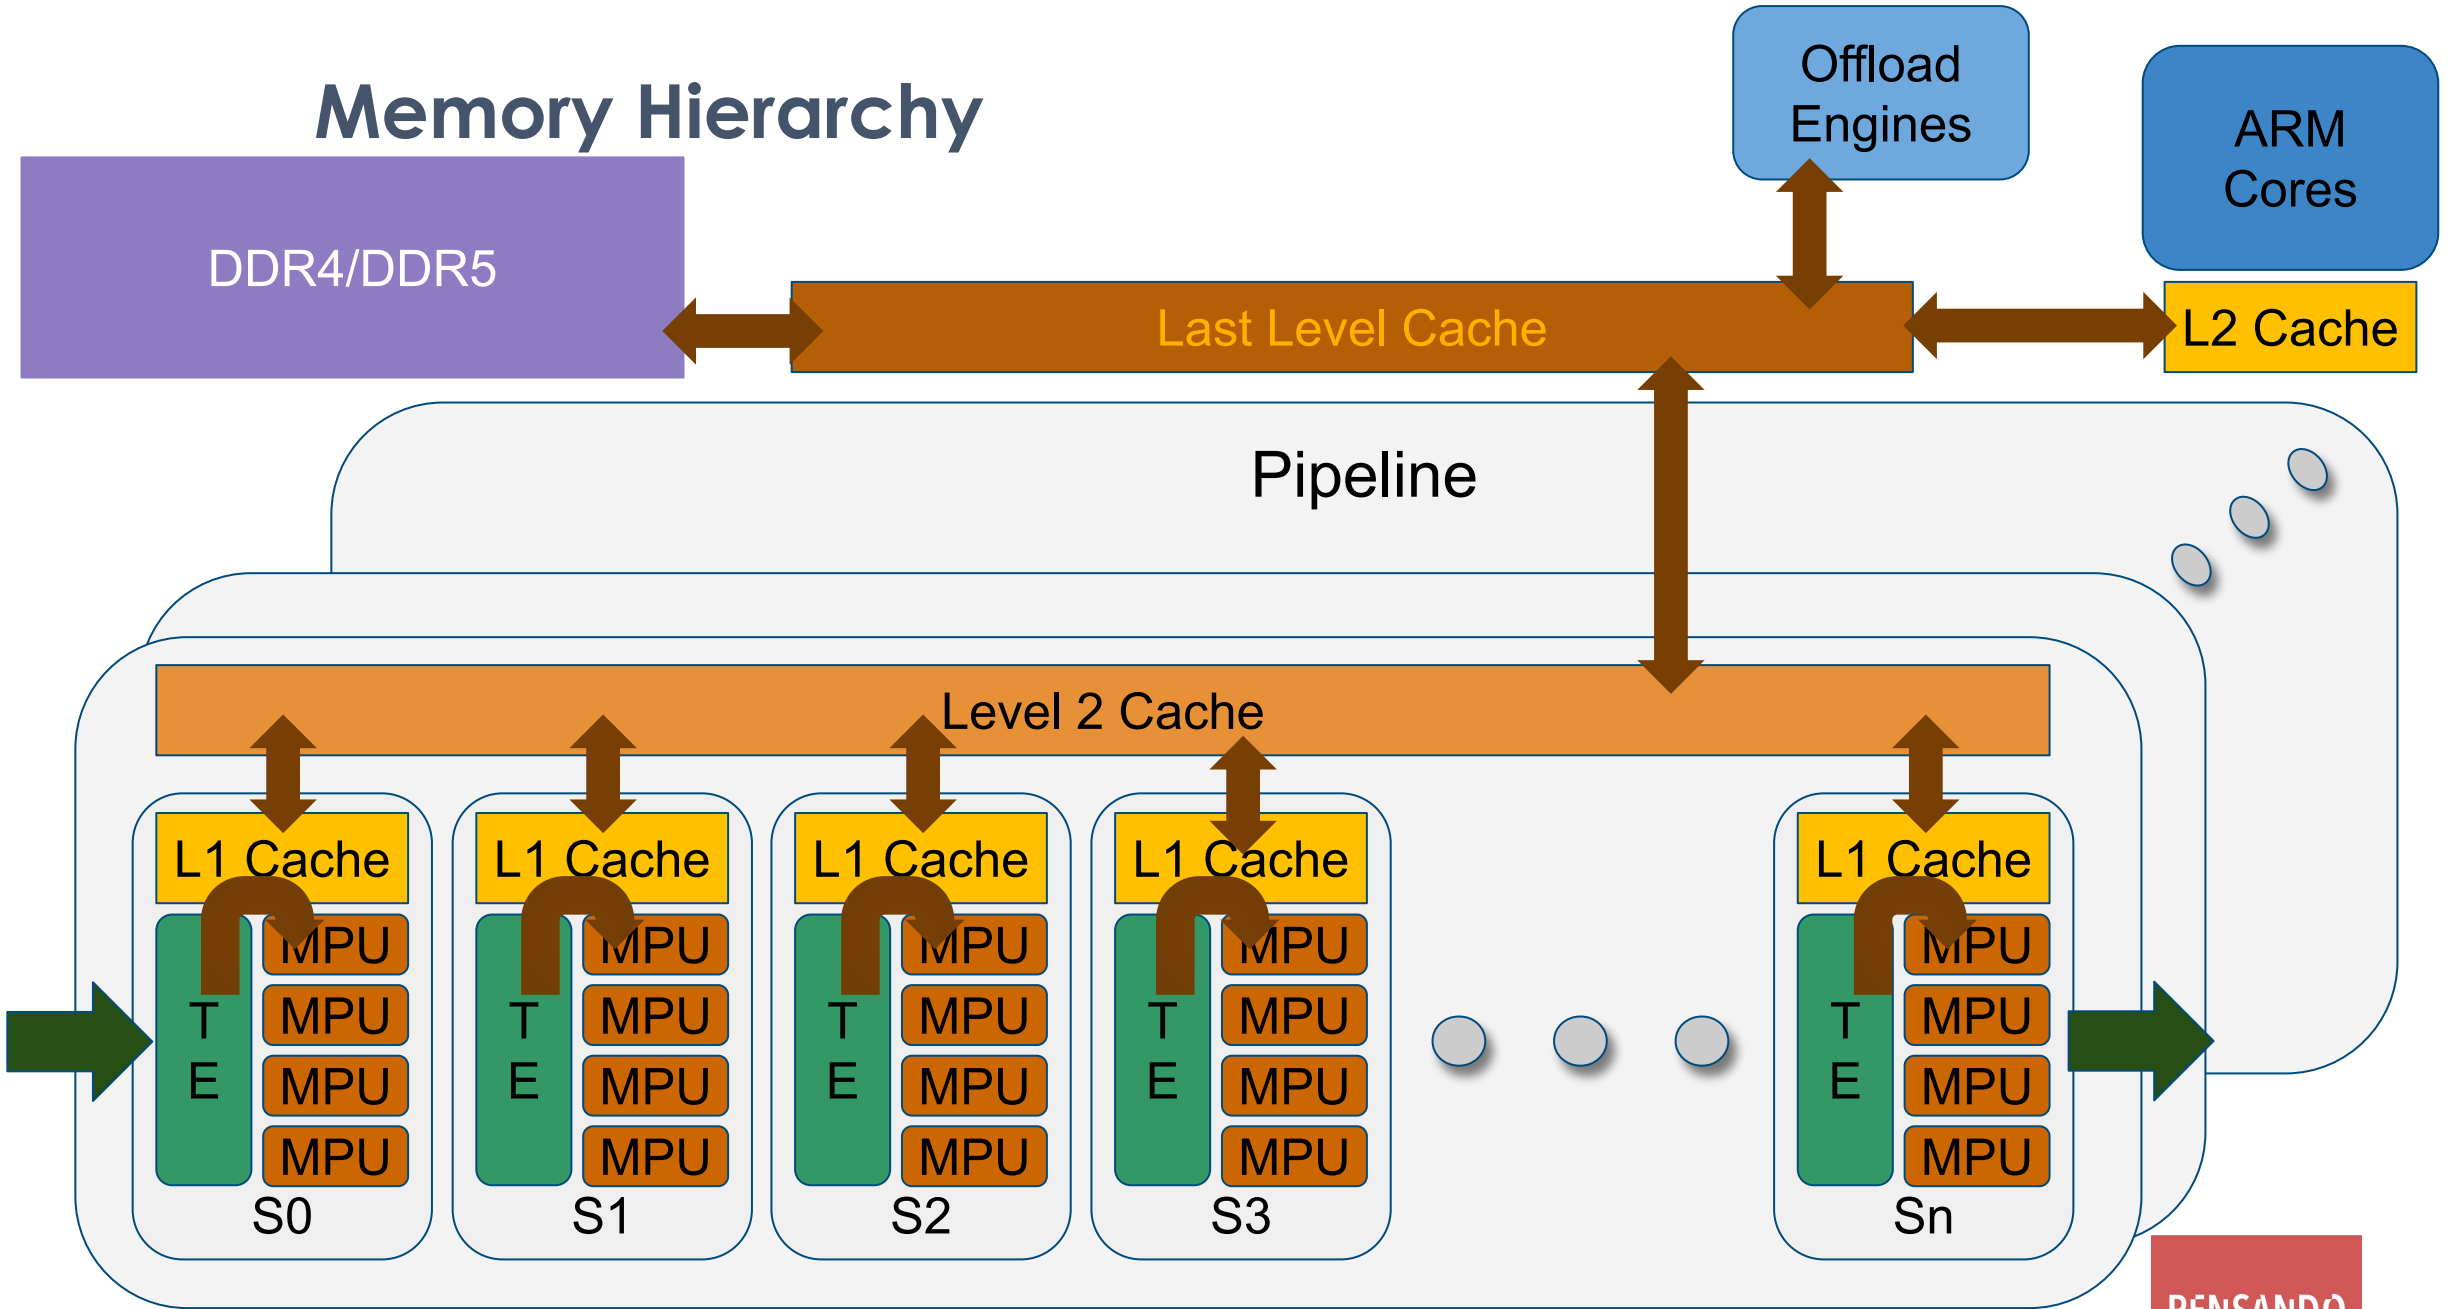 Memory Hierarchy
Offload
Engines
ARM
Cores
DDR4/DDR5
Last Level Cache
L2 Cache
Pipeline
Level 2 Cache
L1 Cache
T
E
MPU
MPU
MPU
MPU
S0
L1 Cache
T
E
MPU
MPU
MPU
MPU
S1
L1 Cache
T
E
MPU
MPU
MPU
MPU
S2
L1 Cache
T
E
MPU
MPU
MPU
MPU
S3
L1 Cache
T
E
MPU
MPU
MPU
MPU
Sn
PENSANDO